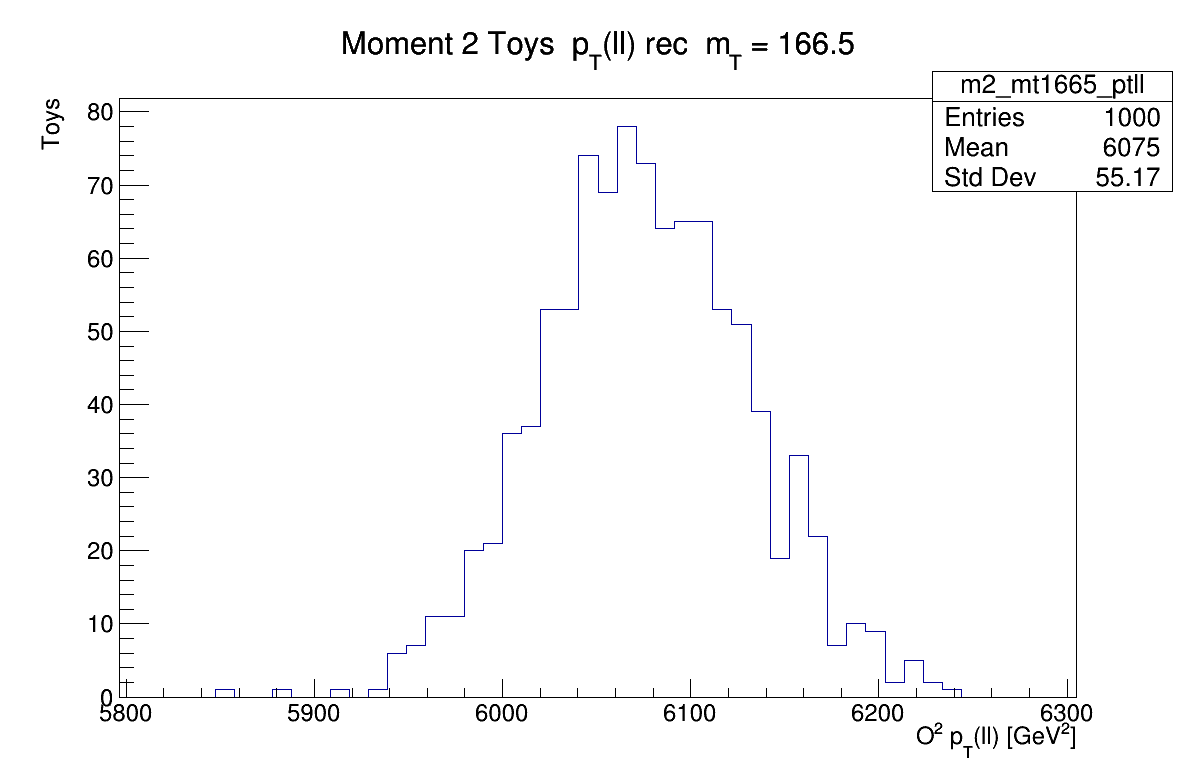 Moment 2 Toys p_T(ll) rec m_T = 166.5
m2_mt1665_ptll
Entries 1000
Mean 6075
Std Dev 55.17
Toys
80
70
60
50
40
30
20
10
0
5800 5900 6000 6100 6200 6300
O² p_T(ll) [GeV²]